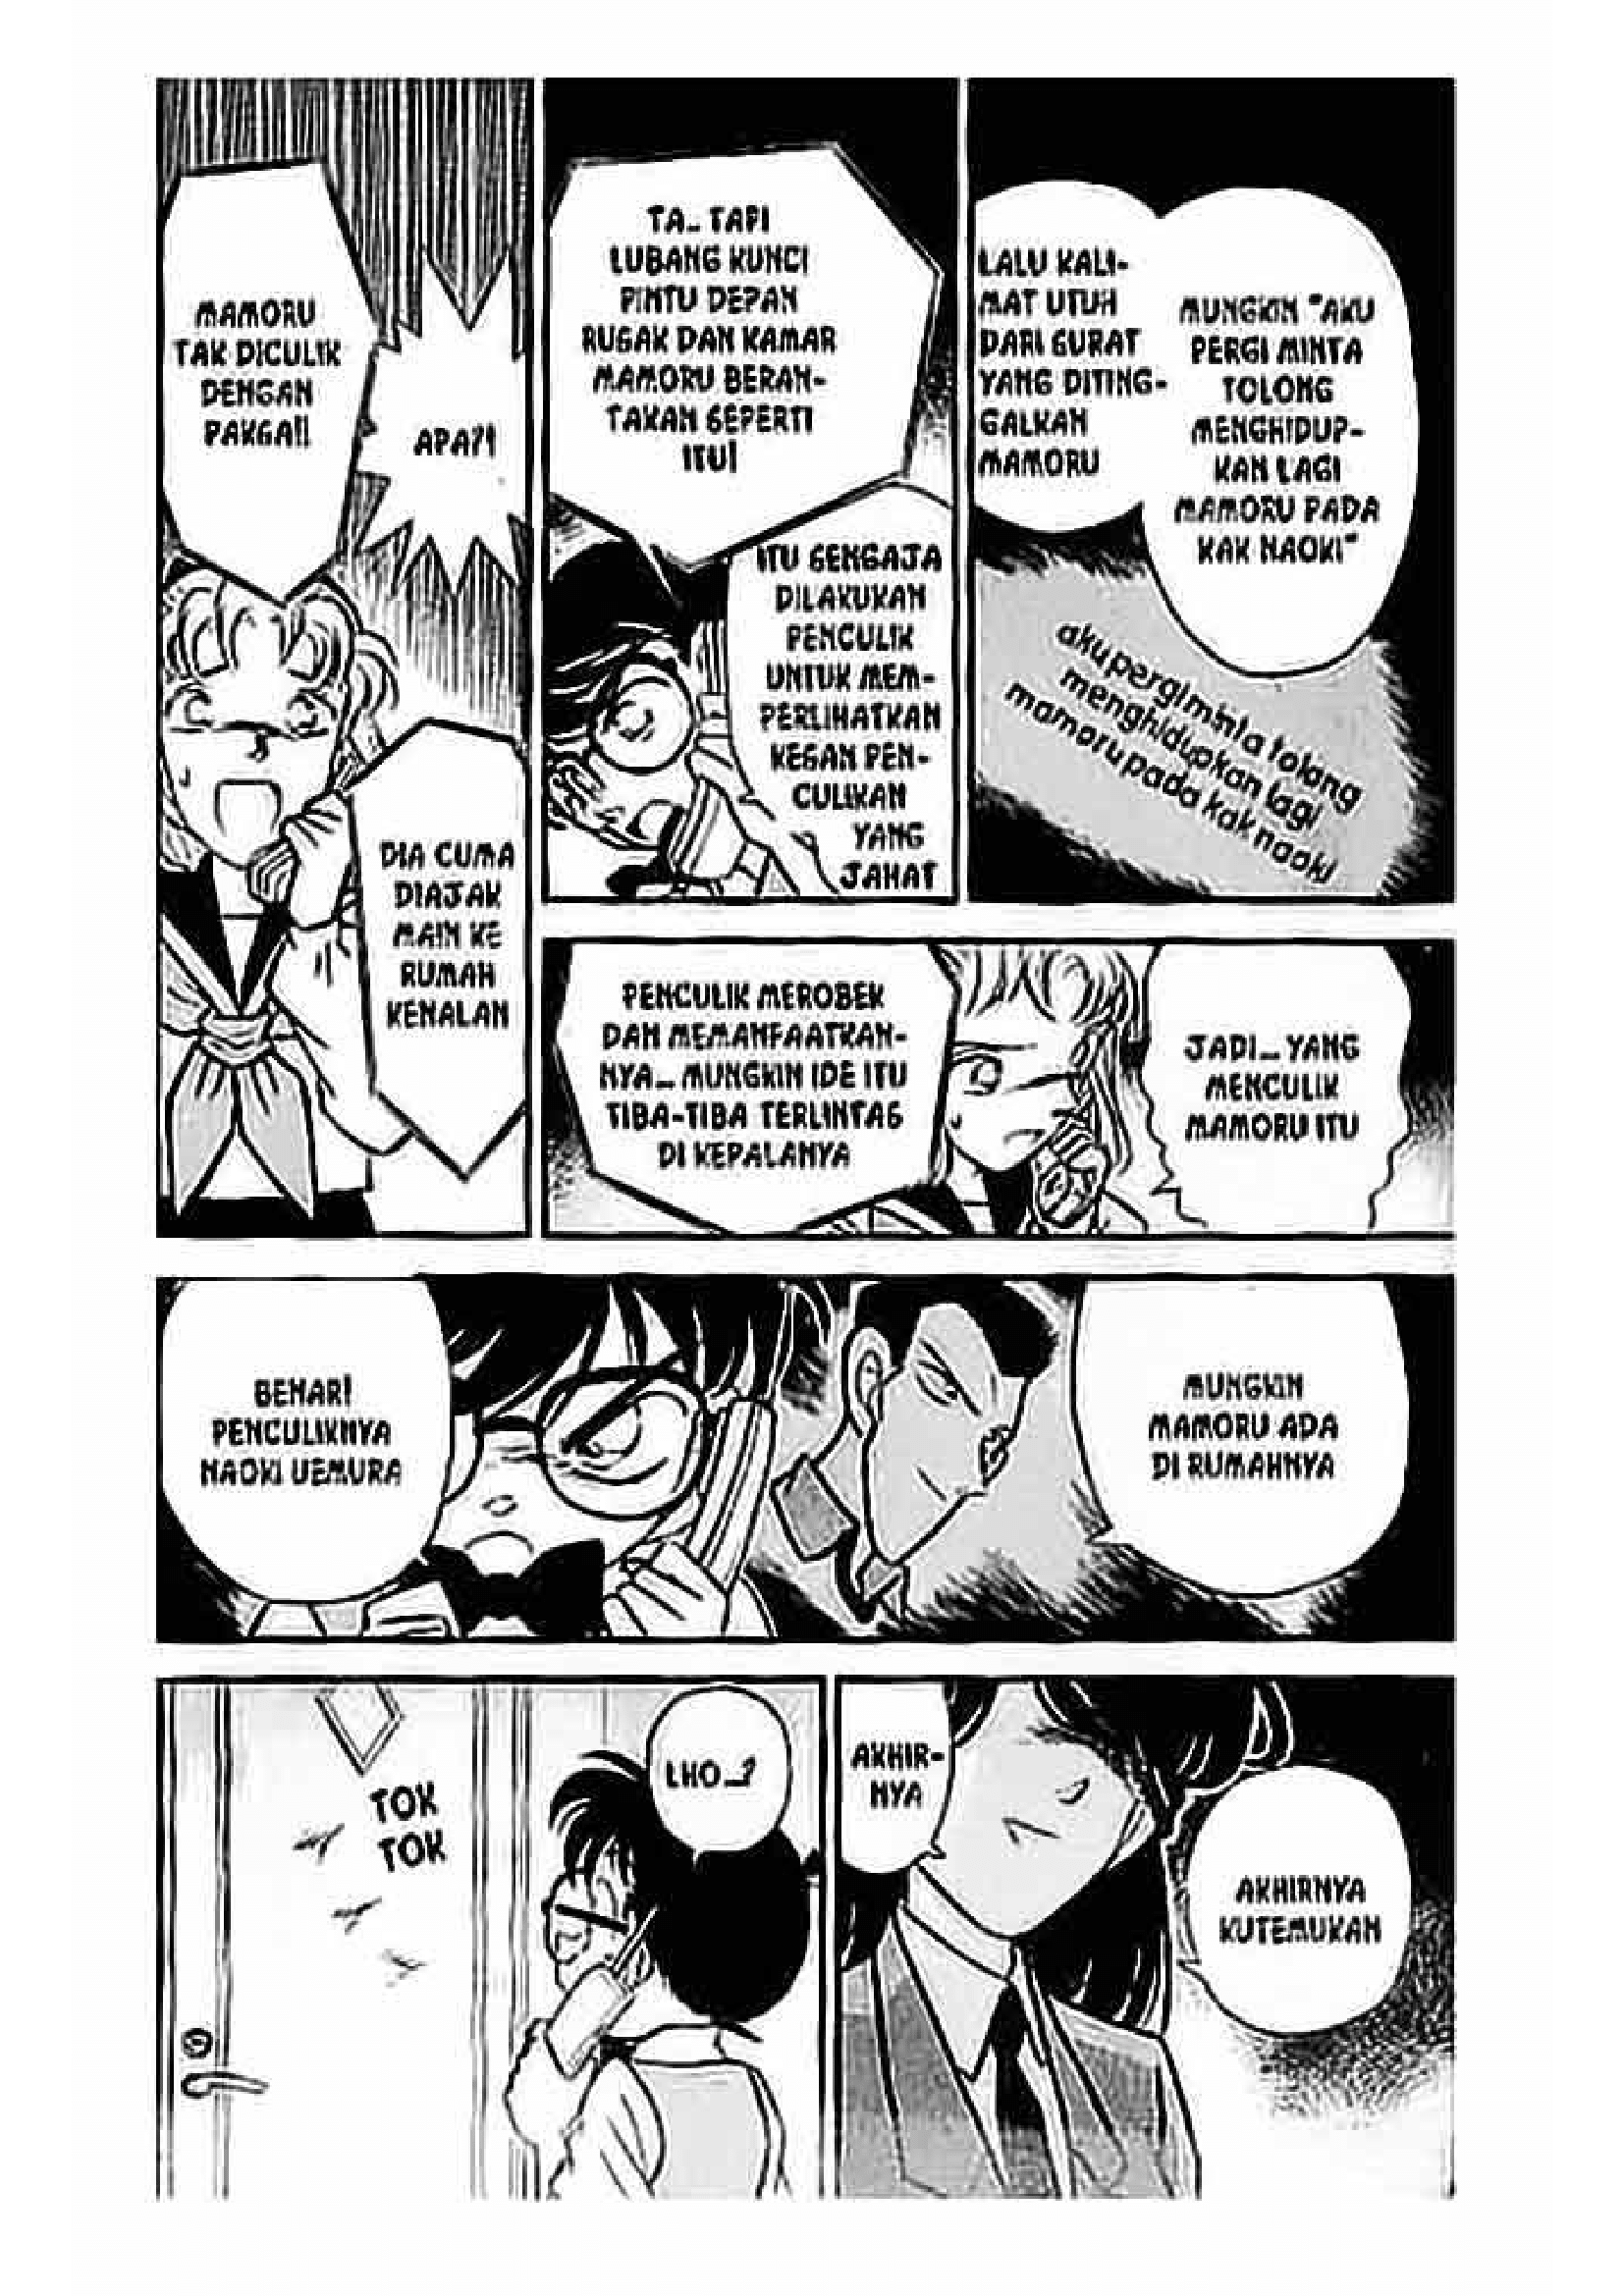 MUNGKIN "AKU
PERGI MINTA
TOLONG
MENGHIDUP-
KAN LAGI
MAMORU PADA
KAK NAOKI"
LALU KALI-
MAT UTUH
DARI GURAT
YANG DITING-
GALKAN
MAMORU
aku pergi minta tolong
menghidupkan lagi
mamoru pada kak naoki
TA... TAPI
LUBANG KUNCI
PINTU DEPAN
RUSAK DAN KAMAR
MAMORU BERAN-
TAKAN SEPERTI
ITU!
ITU SENGAJA
DILAKUKAN
PENCULIK
UNTUK MEM-
PERLIHATKAN
KESAN PEN-
CULIKAN
YANG
JAHAT
APA?!
MAMORU
TAK DICULIK
DENGAN
PAKSA!!
DIA CUMA
DIAJAK
MAIN KE
RUMAH
KENALAN
JADI... YANG
MENCULIK
MAMORU ITU
PENCULIK MEROBEK
DAN MEMANFAATKAN-
NYA... MUNGKIN IDE ITU
TIBA-TIBA TERLINTAS
DI KEPALANYA
MUNGKIN
MAMORU ADA
DI RUMAHNYA
BENAR!
PENCULIKNYA
NAOKI UEMURA
AKHIRNYA
KUTEMUKAN
AKHIR-
NYA
LHO...?
TOK
TOK